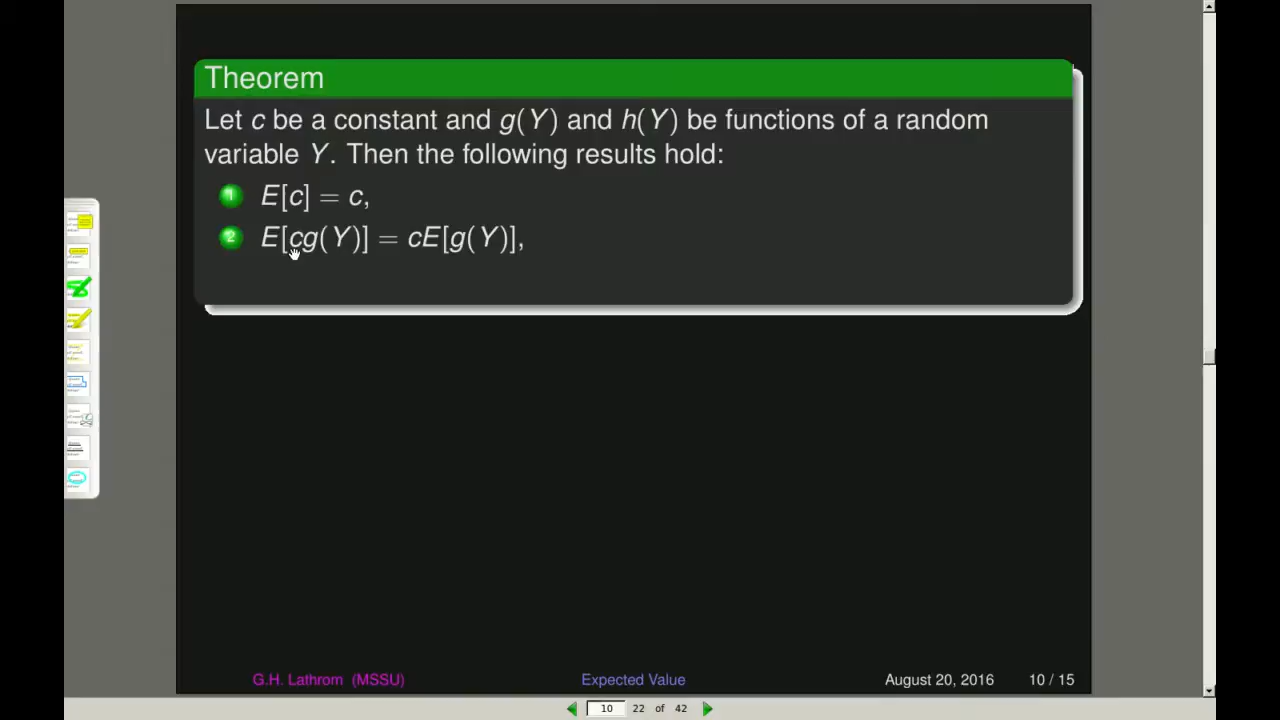 Theorem
Let c be a constant and g(Y) and h(Y) be functions of a random
variable Y. Then the following results hold:
1 E[c] = c,
2 E[cg(Y)] = cE[g(Y)],
G.H. Lathrom (MSSU) Expected Value August 20, 2016 10 / 15
10 22 of 42